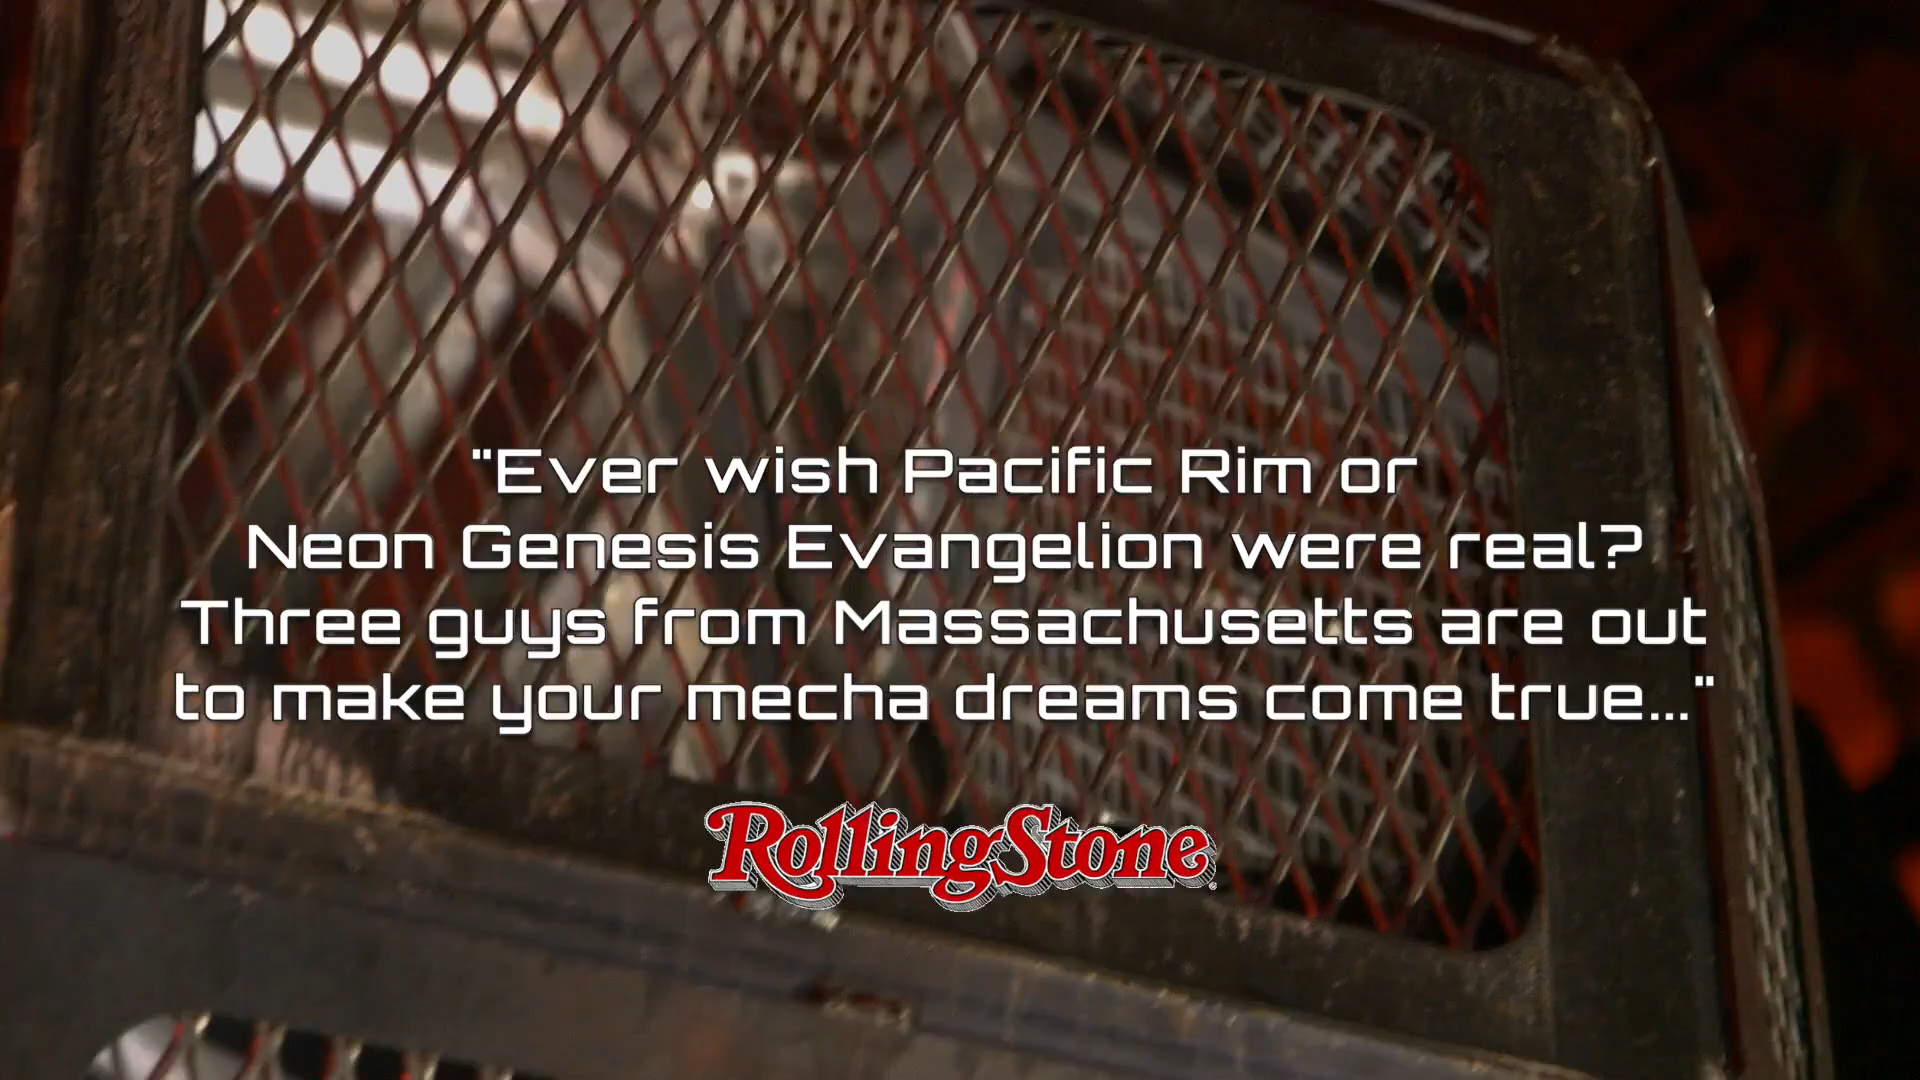 "Ever wish Pacific Rim or
Neon Genesis Evangelion were real?
Three guys from Massachusetts are out
to make your mecha dreams come true..."
RollingStone